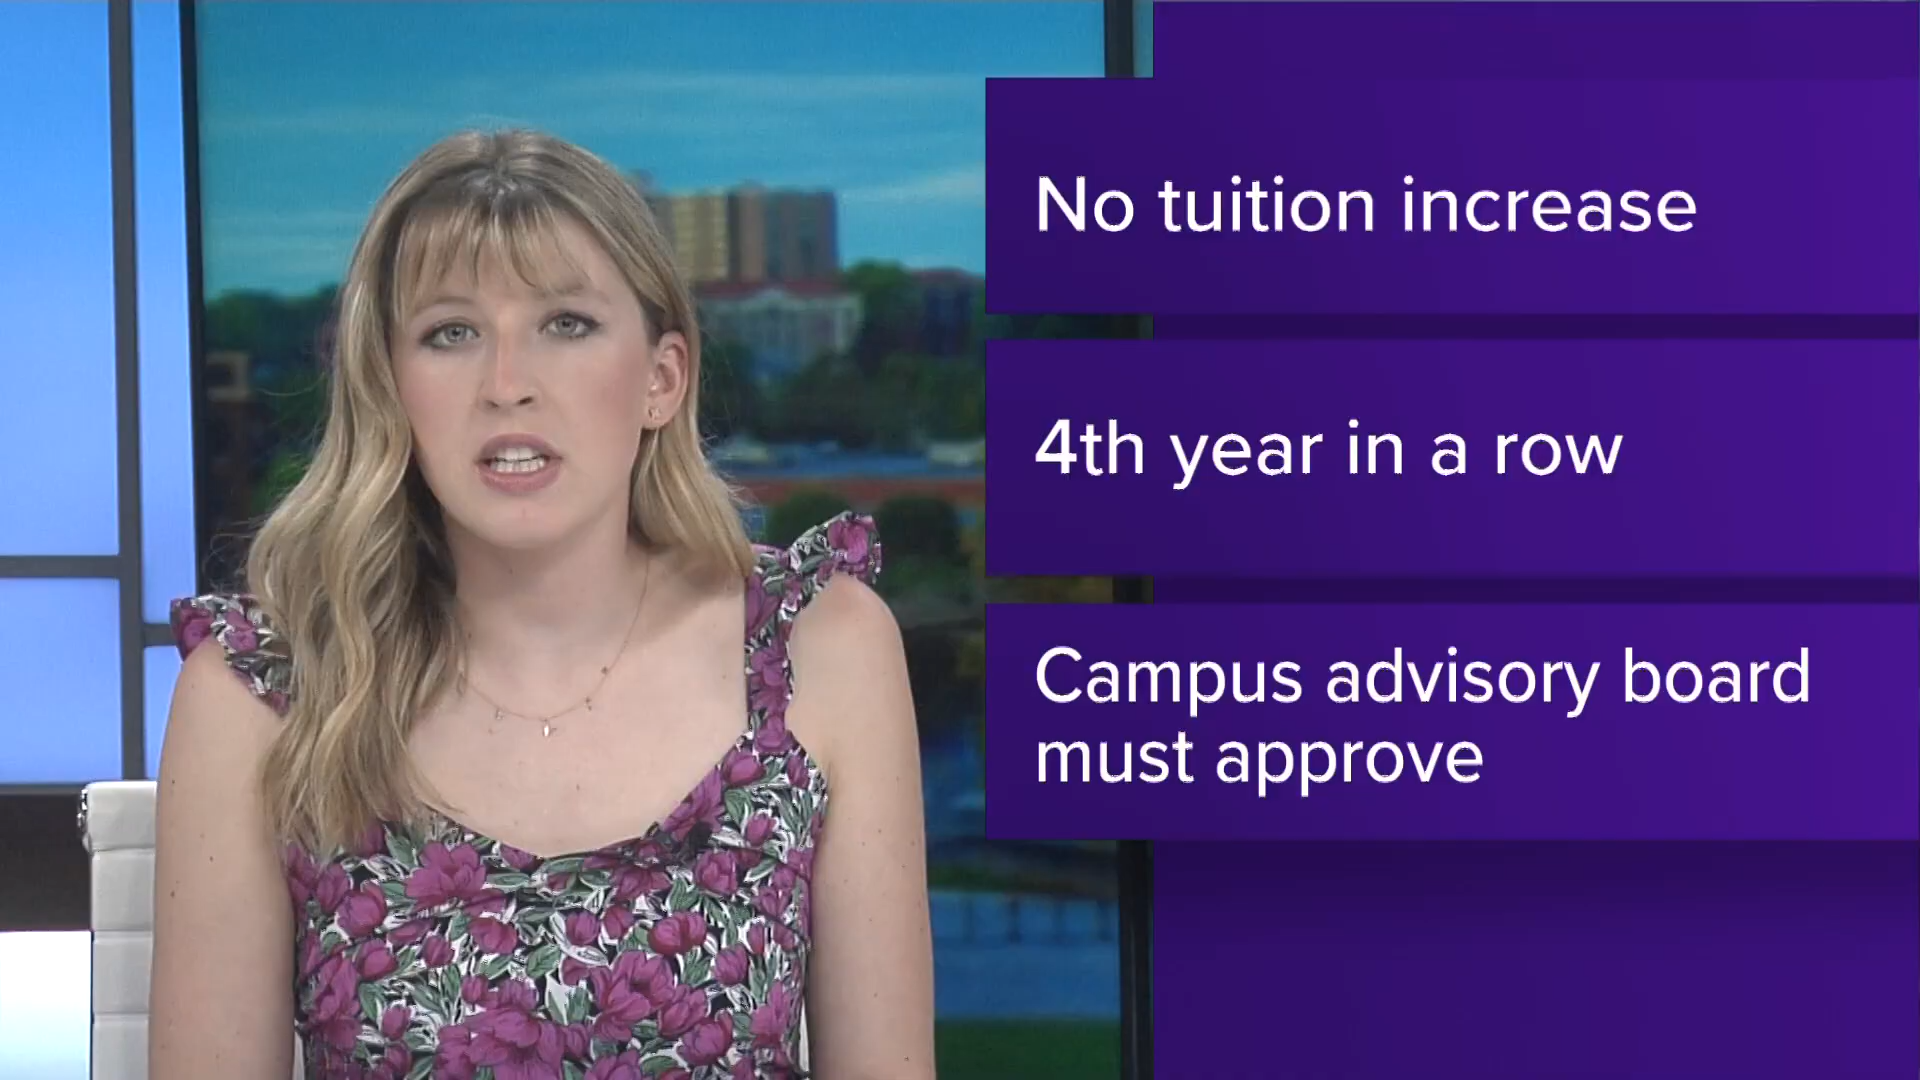 No tuition increase
4th year in a row
Campus advisory board
must approve